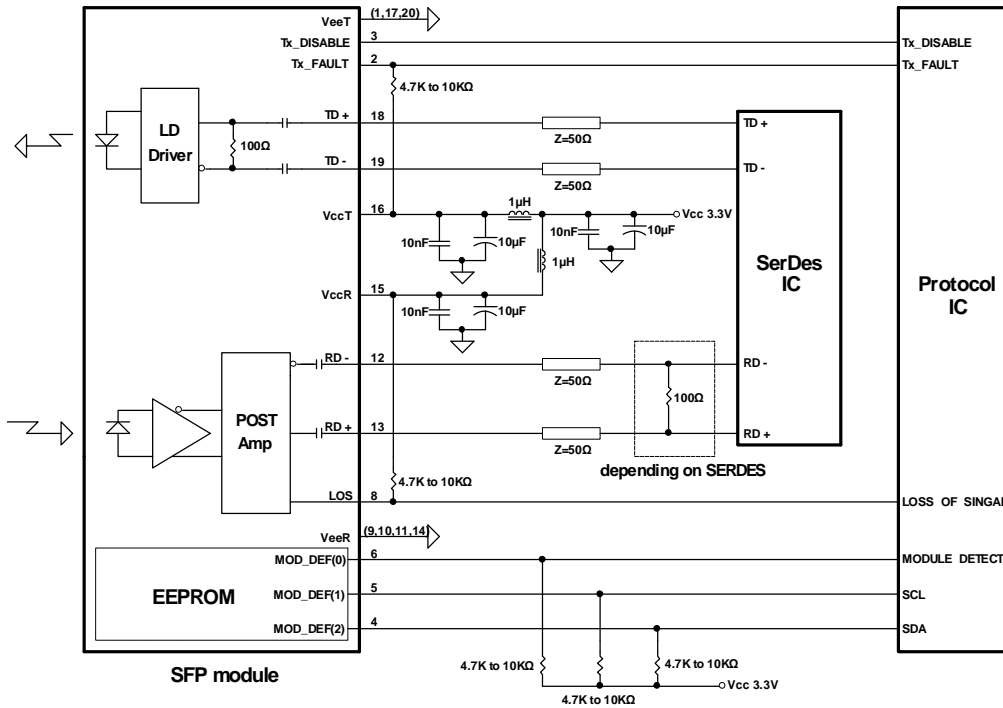 VeeT
(1,17,20)
Tx_DISABLE
3
Tx_DISABLE
Tx_FAULT
2
Tx_FAULT
4.7K to 10KΩ
LD
Driver
100Ω
TD +
18
Z=50Ω
TD +
TD -
19
Z=50Ω
TD -
VccT
16
1µH
Vcc 3.3V
10nF
10µF
10nF
10µF
1µH
SerDes
IC
Protocol
IC
VccR
15
10nF
10µF
RD -
12
Z=50Ω
RD -
100Ω
POST
Amp
RD +
13
Z=50Ω
RD +
depending on SERDES
4.7K to 10KΩ
LOS
8
LOSS OF SINGAL
VeeR
(9,10,11,14)
MOD_DEF(0)
6
MODULE DETECT
EEPROM
MOD_DEF(1)
5
SCL
MOD_DEF(2)
4
SDA
4.7K to 10KΩ
4.7K to 10KΩ
4.7K to 10KΩ
Vcc 3.3V
SFP module